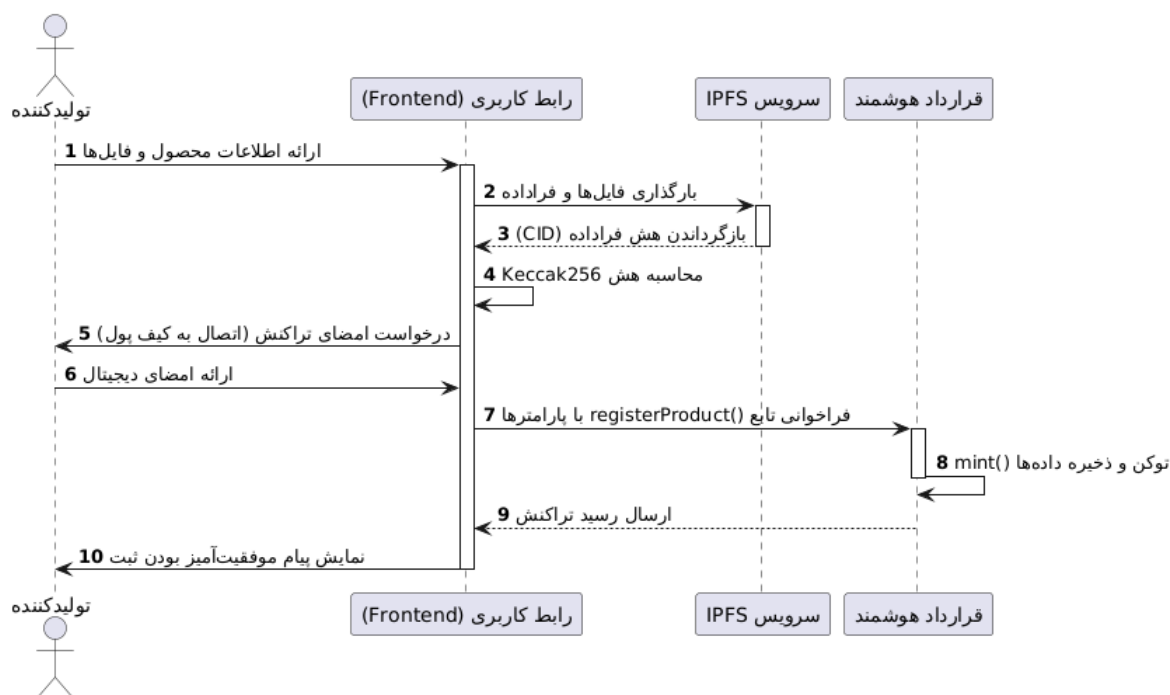 تولیدکننده
رابط کاربری (Frontend)
سرویس IPFS
قرارداد هوشمند
1 ارائه اطلاعات محصول و فایل‌ها
2 بارگذاری فایل‌ها و فراداده
3 بازگرداندن هش فراداده (CID)
4 محاسبه هش Keccak256
5 درخواست امضای تراکنش (اتصال به کیف پول)
6 ارائه امضای دیجیتال
7 فراخوانی تابع registerProduct() با پارامترها
8 mint() توکن و ذخیره داده‌ها
9 ارسال رسید تراکنش
10 نمایش پیام موفقیت‌آمیز بودن ثبت
تولیدکننده
رابط کاربری (Frontend)
سرویس IPFS
قرارداد هوشمند